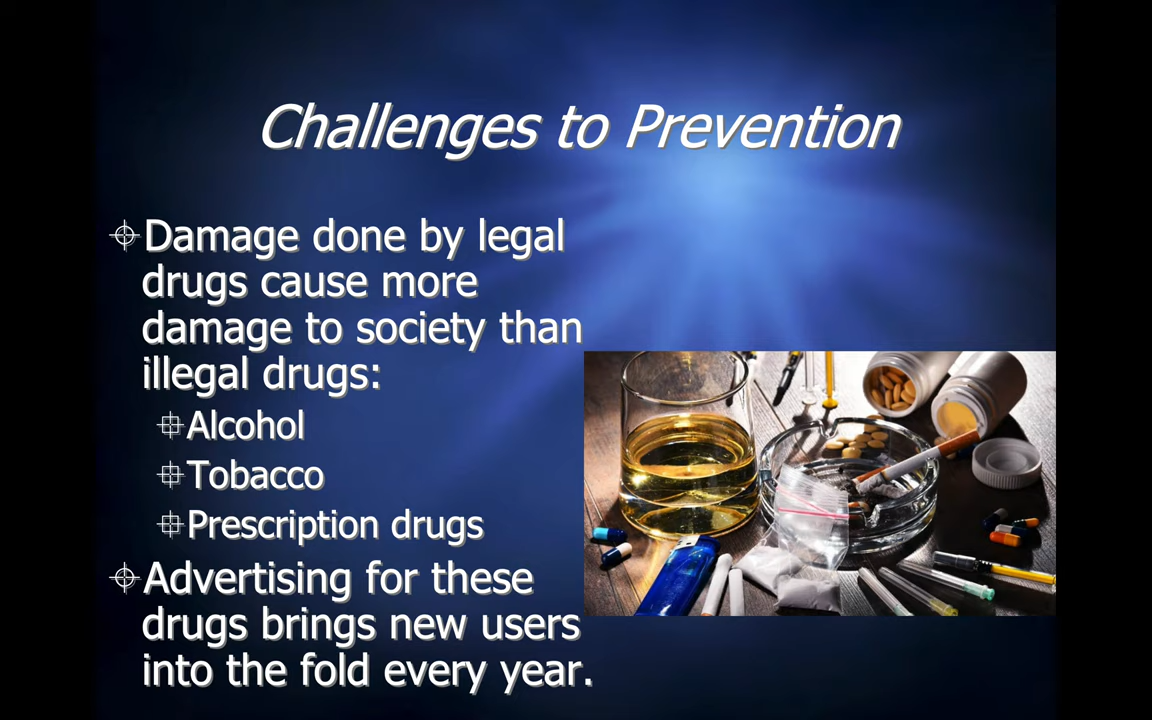 Challenges to Prevention
Damage done by legal
drugs cause more
damage to society than
illegal drugs:
Alcohol
Tobacco
Prescription drugs
Advertising for these
drugs brings new users
into the fold every year.